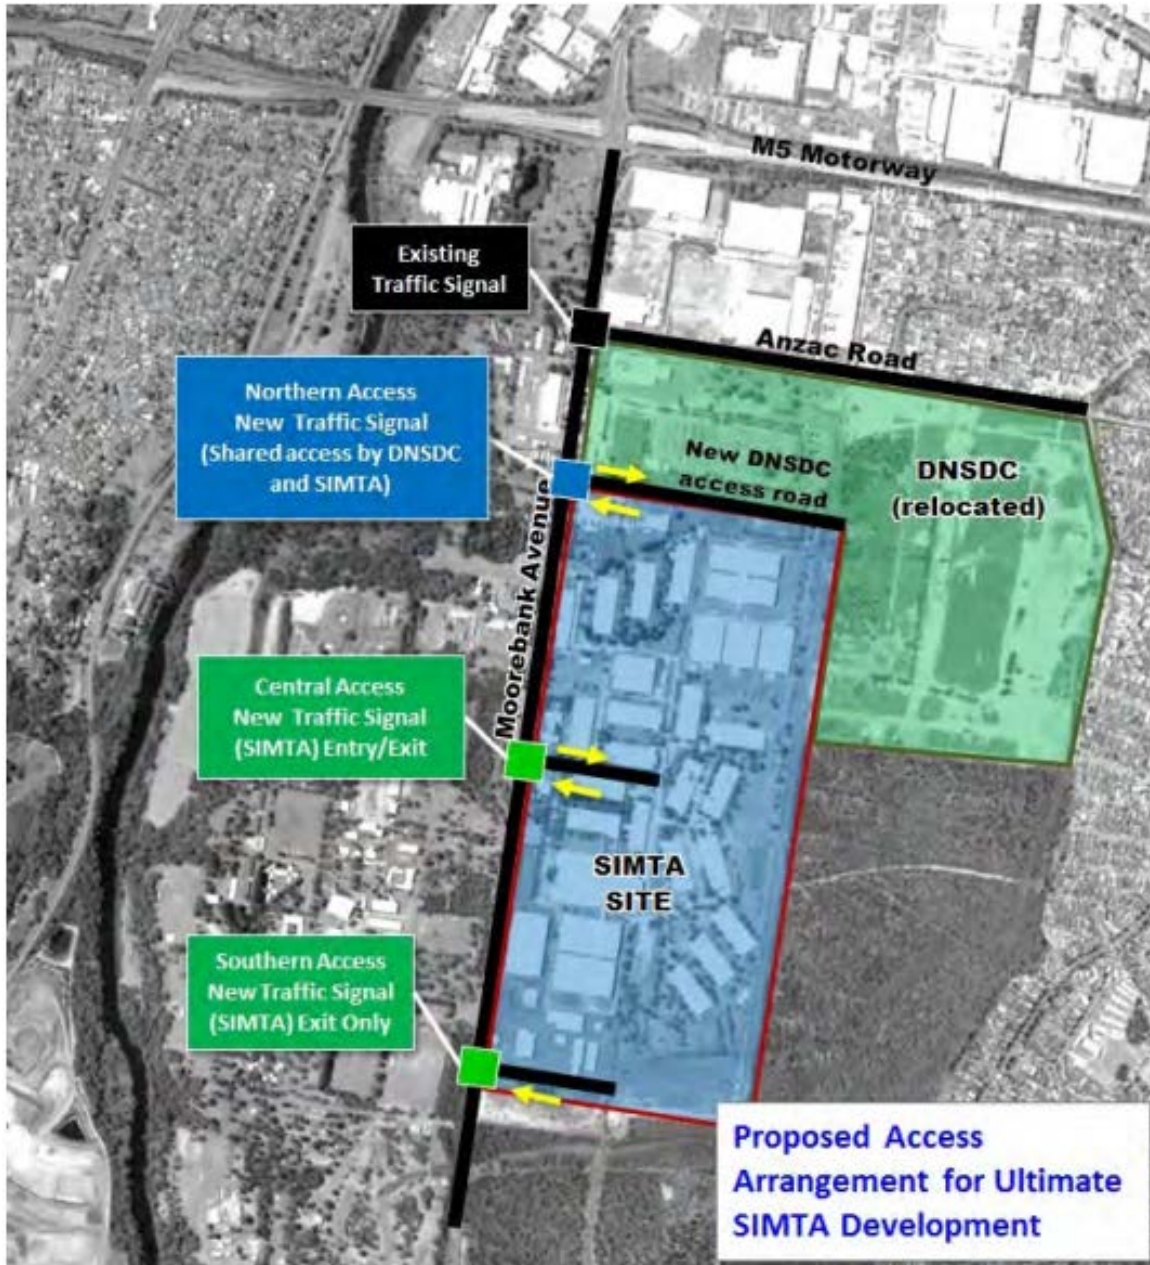 M5 Motorway
Existing
Traffic Signal
Anzac Road
Northern Access
New Traffic Signal
(Shared access by DNSDC
and SIMTA)
New DNSDC
access road
DNSDC
(relocated)
Moorebank Avenue
Central Access
New Traffic Signal
(SIMTA) Entry/Exit
SIMTA
SITE
Southern Access
New Traffic Signal
(SIMTA) Exit Only
Proposed Access
Arrangement for Ultimate
SIMTA Development